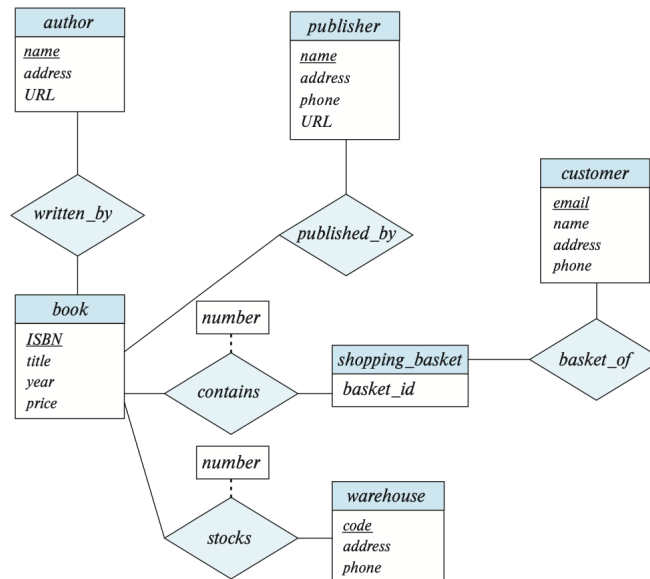 author
name
address
URL
publisher
name
address
phone
URL
written_by
published_by
customer
email
name
address
phone
book
ISBN
title
year
price
number
contains
shopping_basket
basket_id
basket_of
number
stocks
warehouse
code
address
phone